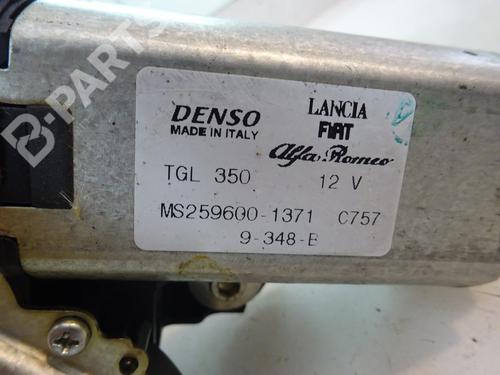 DENSO
MADE IN ITALY
LANCIA
FIAT
Alfa Romeo
TGL 350 12 V
MS259600-1371 C757
9-348-E
B-PARTS